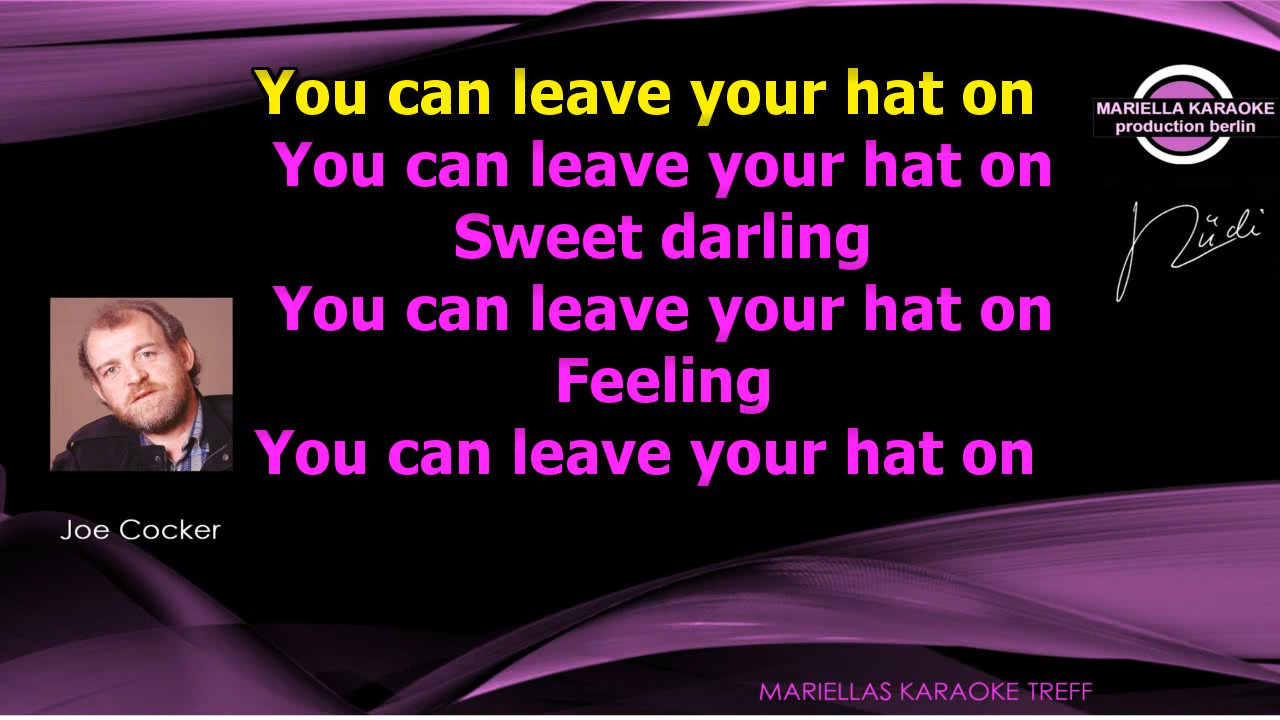 You can leave your hat on
You can leave your hat on
Sweet darling
You can leave your hat on
Feeling
You can leave your hat on
MARIELLA KARAOKE
production berlin
Rüdi
Joe Cocker
MARIELLAS KARAOKE TREFF